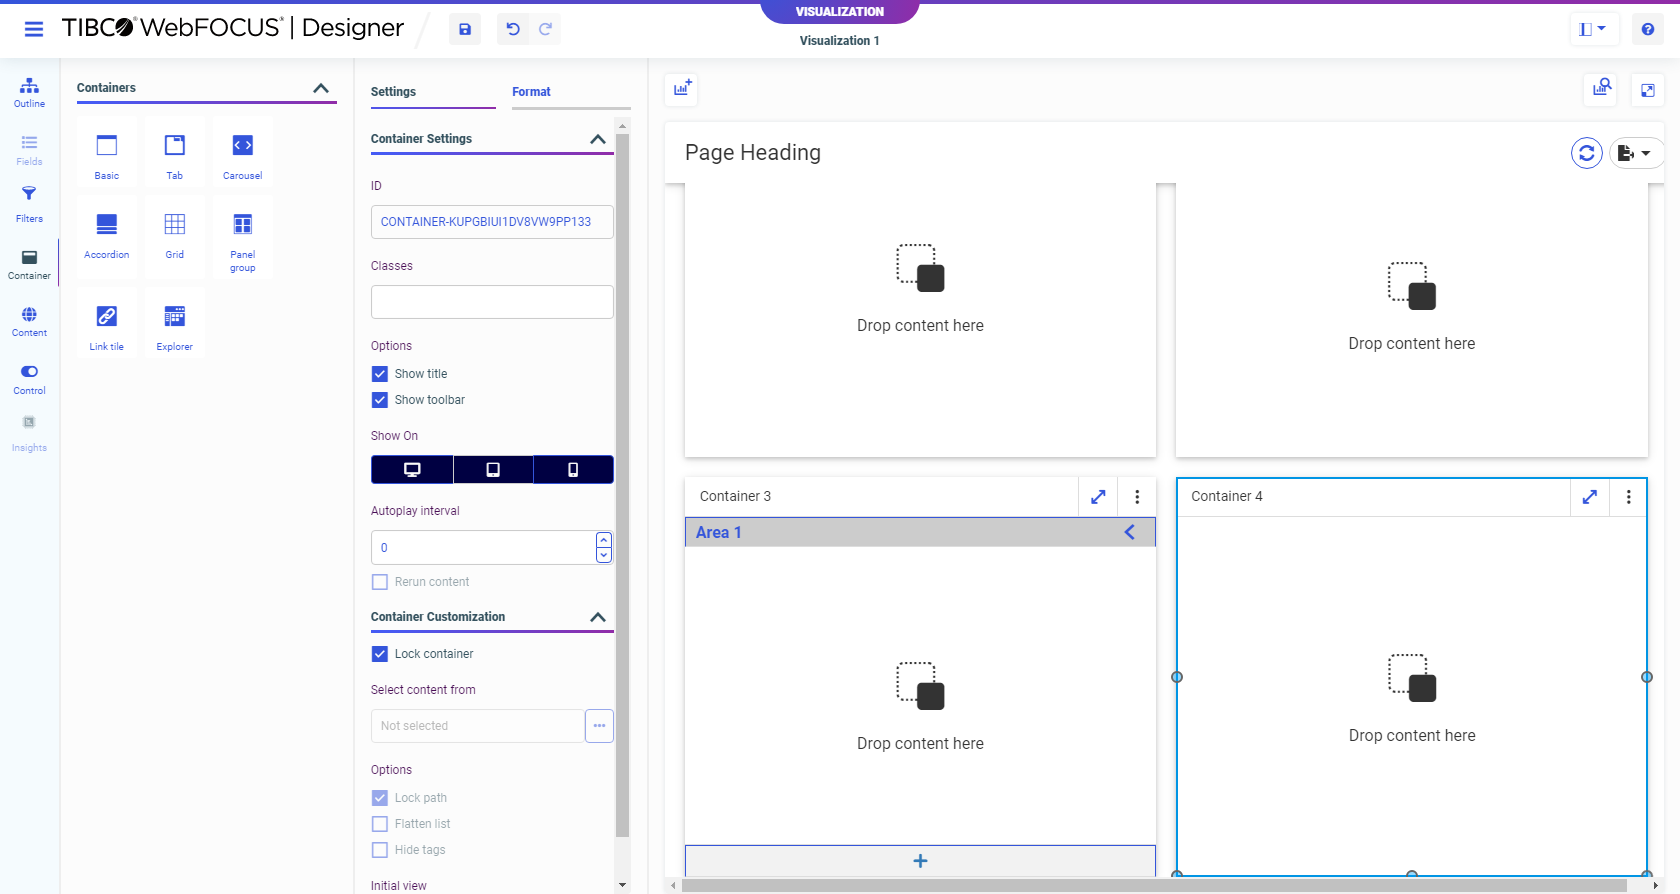 VISUALIZATION
TIBCO® WebFOCUS® | Designer
Visualization 1
Outline
Fields
Filters
Container
Content
Control
Insights
Containers
Basic
Tab
Carousel
Accordion
Grid
Panel
group
Link tile
Explorer
Settings
Format
Container Settings
ID
CONTAINER-KUPGBIUI1DV8VW9PP133
Classes
Options
Show title
Show toolbar
Show On
Autoplay interval
0
Rerun content
Container Customization
Lock container
Select content from
Not selected
Options
Lock path
Flatten list
Hide tags
Initial view
Page Heading
Drop content here
Drop content here
Container 3
Area 1
Drop content here
Container 4
Drop content here